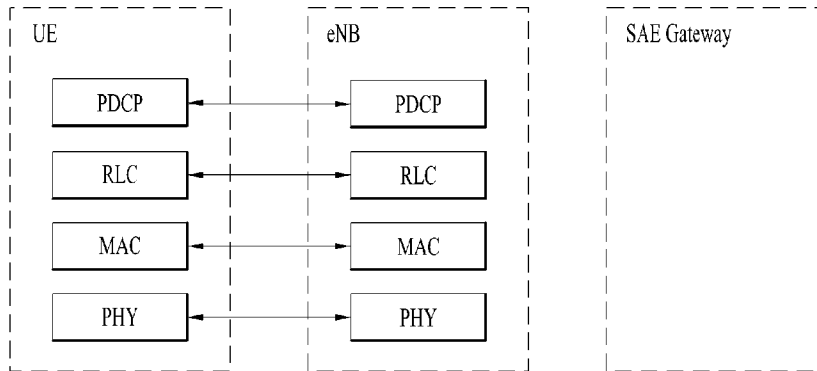 UE eNB SAE Gateway
PDCP PDCP
RLC RLC
MAC MAC
PHY PHY